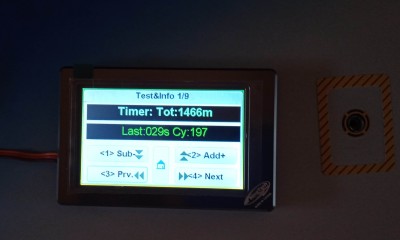 Test&Info 1/9
Timer: Tot:1466m
Last:029s Cy:197
<1> Sub-
<2> Add+
<3> Prv.
<4> Next